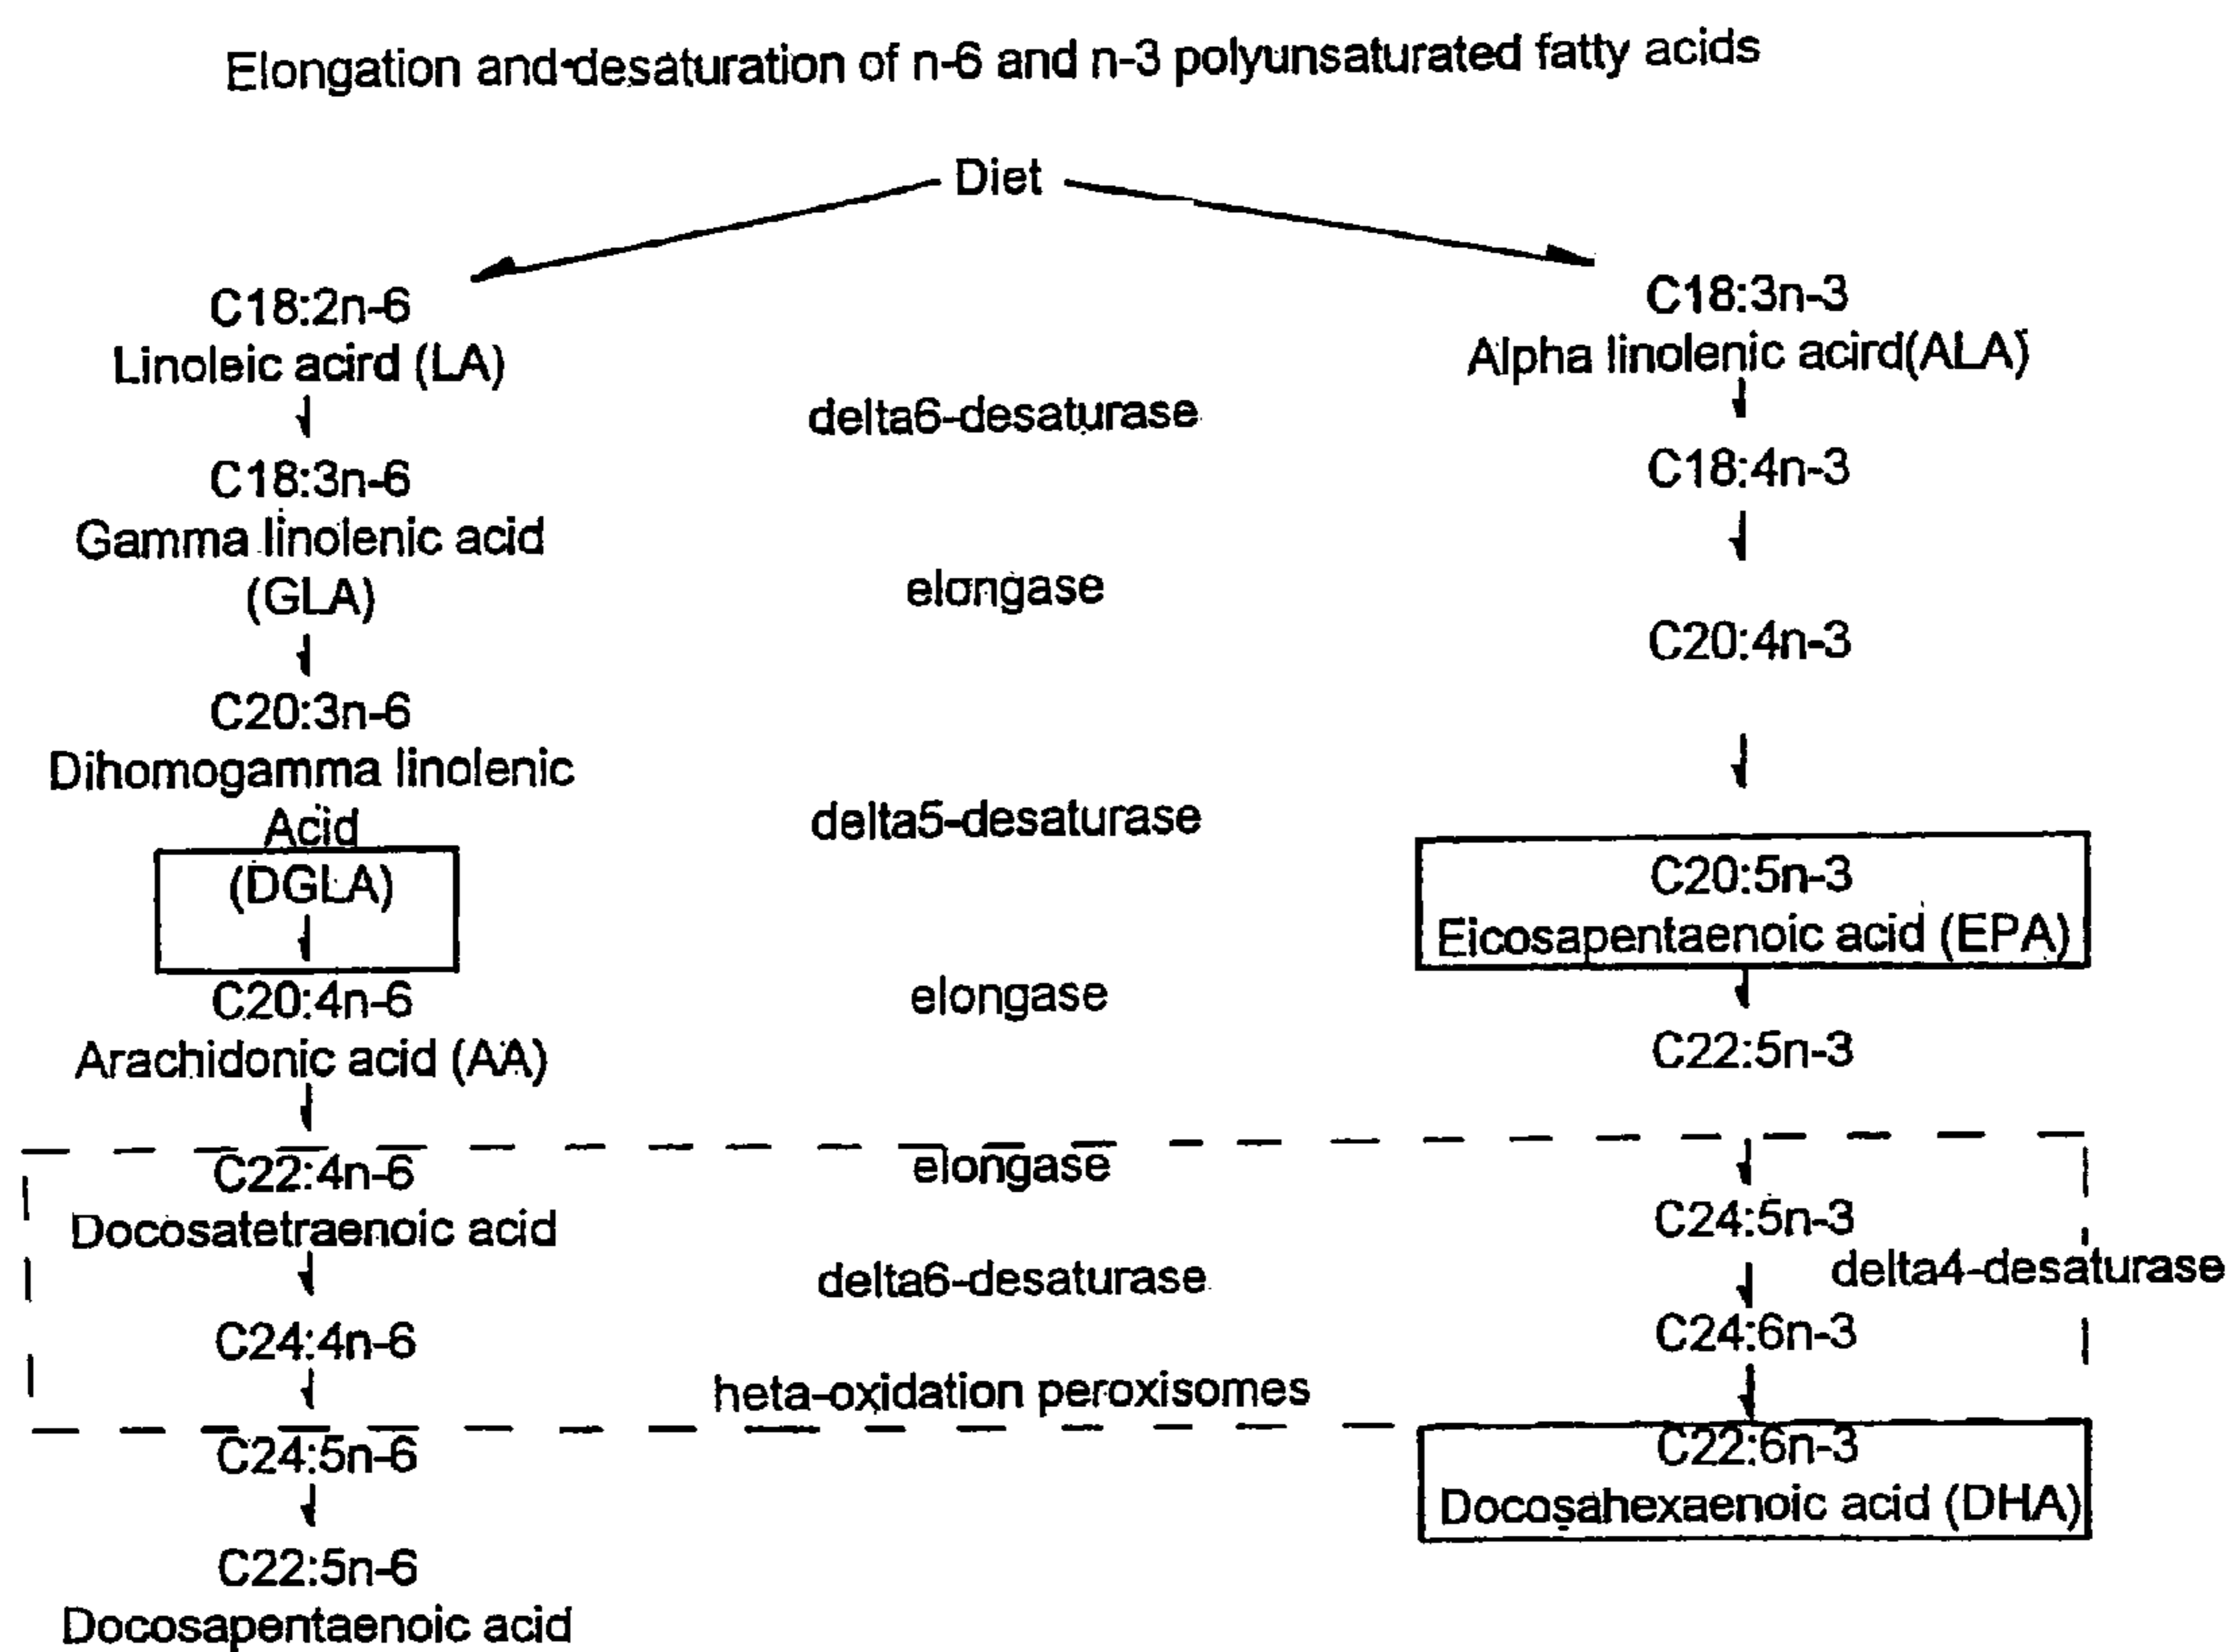 Elongation and desaturation of n-6 and n-3 polyunsaturated fatty acids
Diet
C18:2n-6
Linoleic acird (LA)
C18:3n-6
Gamma linolenic acid
(GLA)
C20:3n-6
Dihomogamma linolenic
Acid
(DGLA)
C20:4n-6
Arachidonic acid (AA)
C22:4n-6
Docosatetraenoic acid
C24:4n-6
C24:5n-6
C22:5n-6
Docosapentaenoic acid
delta6-desaturase
elongase
delta5-desaturase
elongase
elongase
delta6-desaturase
heta-oxidation peroxisomes
C18:3n-3
Alpha linolenic acird(ALA)
C18:4n-3
C20:4n-3
C20:5n-3
Eicosapentaenoic acid (EPA)
C22:5n-3
C24:5n-3
delta4-desaturase
C24:6n-3
C22:6n-3
Docosahexaenoic acid (DHA)